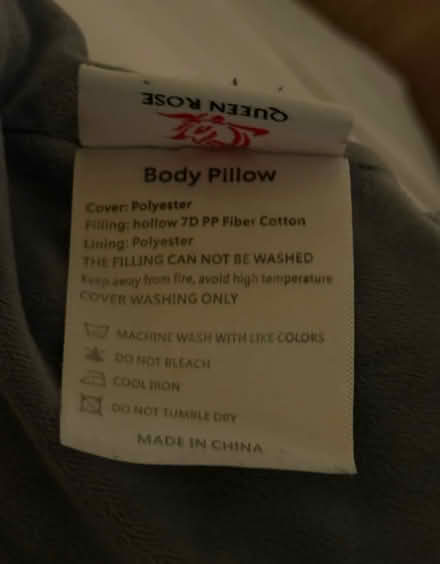 QUEEN ROSE
Body Pillow
Cover: Polyester
Filling: hollow 7D PP Fiber Cotton
Lining: Polyester
THE FILLING CAN NOT BE WASHED
Keep away from fire, avoid high temperature
COVER WASHING ONLY
MACHINE WASH WITH LIKE COLORS
DO NOT BLEACH
COOL IRON
DO NOT TUMBLE DRY
MADE IN CHINA